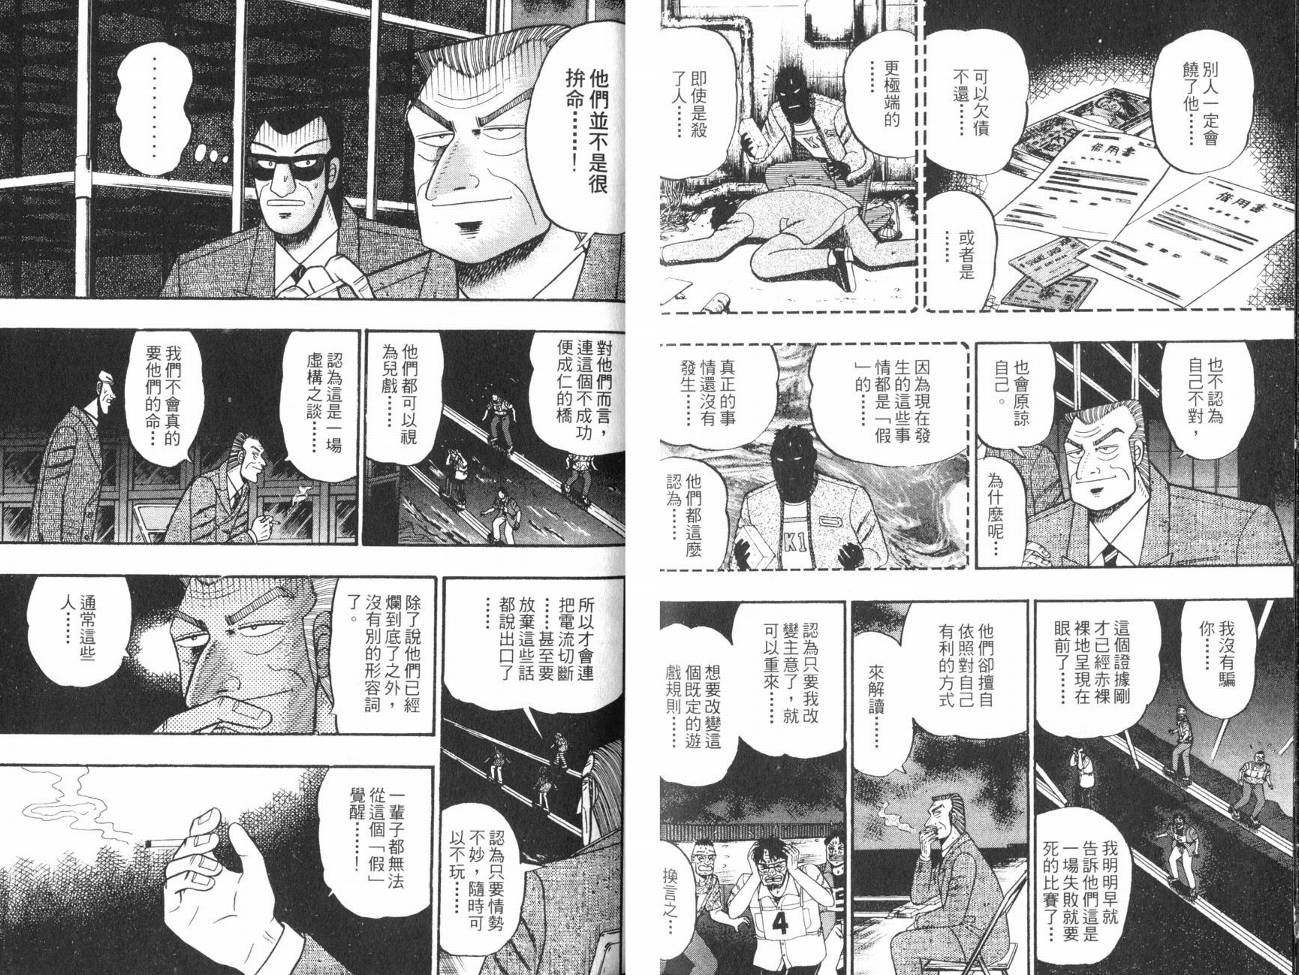 別人一定會
饒了他……
可以欠債
不還……
或者是
……
借用書
借用書
更極端的
……
即使是殺
了人……
也不認為
自己不對，
也會原諒
自己。
為什麼呢…
因為現在發
生的這些事
情都是「假
」的
真正的事
情還沒有
發生……
他們都這麼
認為……
K1
我沒有騙
你……
這個證據剛
才已經赤裸
裸地呈現在
眼前了……
我明明早就
告訴他們這是
一場失敗就要
死的比賽了…
他們卻擅自
依照對自己
有利的方式
來解讀……
認為只要我改
變主意了，就
可以重來……
想要改變這
個既定的遊
戲規則……
換言之…
4
他們並不是很
拚命……！
…………
對他們而言，
連這個不成功
便成仁的橋
他們都可以視
為兒戲……
認為這是一場
虛構之談……
我們不會真的
要他們的命…
所以才會連
把電流切斷
……甚至要
放棄這些話
都說出口了
……
認為只要情勢
不妙，隨時可
以不玩……
除了說他們已經
爛到底了之外，
沒有別的形容詞
了。
通常這些
人……
一輩子都無法
從這個「假」
覺醒……！